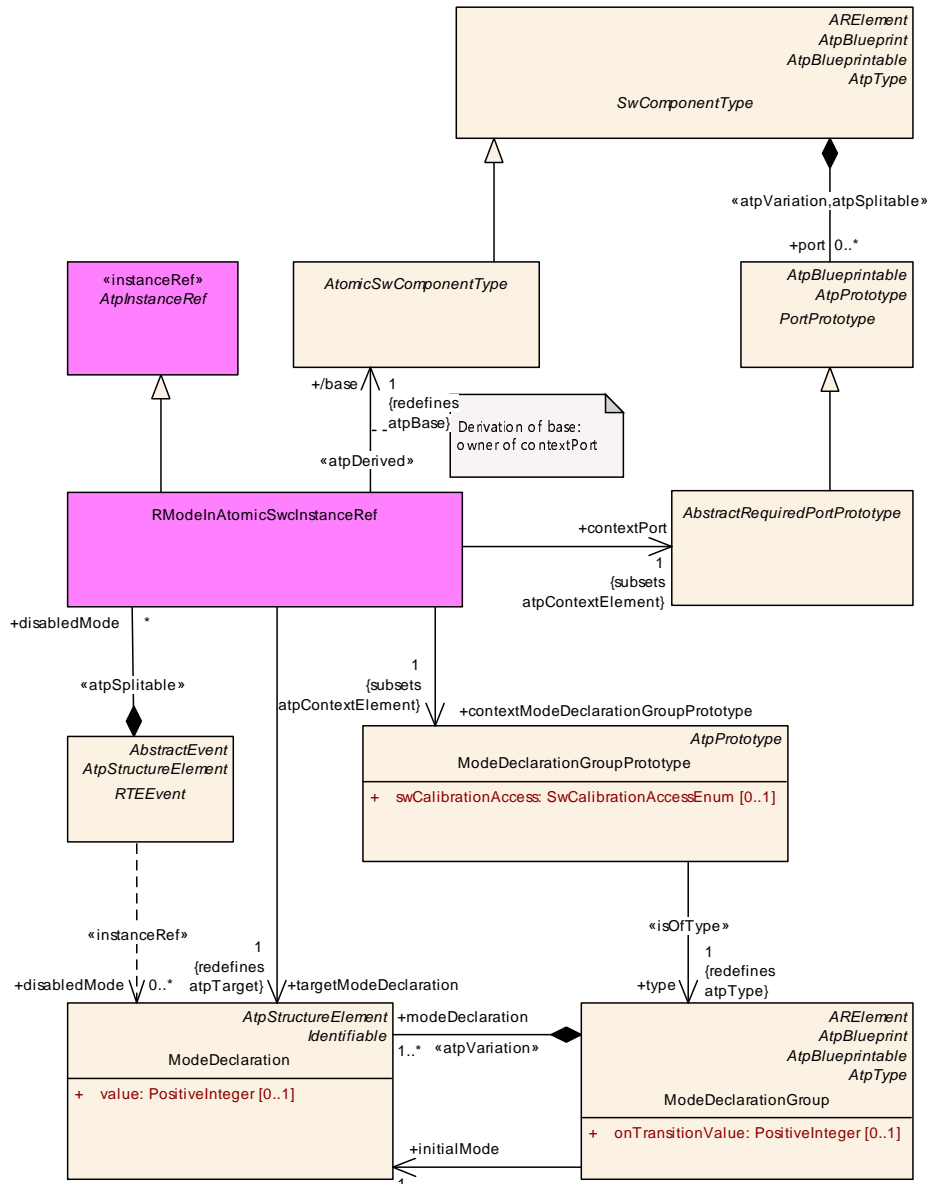 ARElement
AtpBlueprint
AtpBlueprintable
AtpType
SwComponentType
«atpVariation,atpSplitable»
+port 0..*
«instanceRef»
AtpInstanceRef
AtomicSwComponentType
AtpBlueprintable
AtpPrototype
PortPrototype
+/base 1
{redefines
atpBase}
Derivation of base:
owner of contextPort
«atpDerived»
RModeInAtomicSwcInstanceRef
AbstractRequiredPortPrototype
+contextPort
1
{subsets
atpContextElement}
+disabledMode *
«atpSplitable»
1
{subsets
atpContextElement}
+contextModeDeclarationGroupPrototype
AbstractEvent
AtpStructureElement
RTEEvent
AtpPrototype
ModeDeclarationGroupPrototype
+ swCalibrationAccess: SwCalibrationAccessEnum [0..1]
«instanceRef»
«isOfType»
1
{redefines
atpTarget}
+disabledMode 0..*
+targetModeDeclaration
1
{redefines
atpType}
+type
AtpStructureElement
Identifiable
ModeDeclaration
+ value: PositiveInteger [0..1]
+modeDeclaration
1..* «atpVariation»
ARElement
AtpBlueprint
AtpBlueprintable
AtpType
ModeDeclarationGroup
+ onTransitionValue: PositiveInteger [0..1]
+initialMode
1